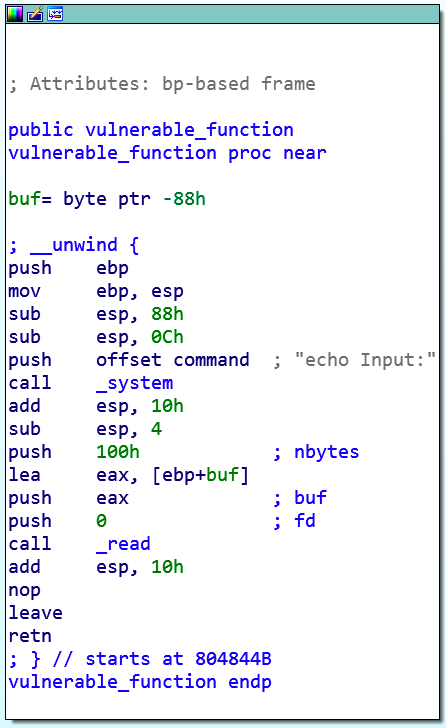 ; Attributes: bp-based frame
public vulnerable_function
vulnerable_function proc near
buf= byte ptr -88h
; __unwind {
push    ebp
mov     ebp, esp
sub     esp, 88h
sub     esp, 0Ch
push    offset command  ; "echo Input:"
call    _system
add     esp, 10h
sub     esp, 4
push    100h            ; nbytes
lea     eax, [ebp+buf]
push    eax             ; buf
push    0               ; fd
call    _read
add     esp, 10h
nop
leave
retn
; } // starts at 804844B
vulnerable_function endp